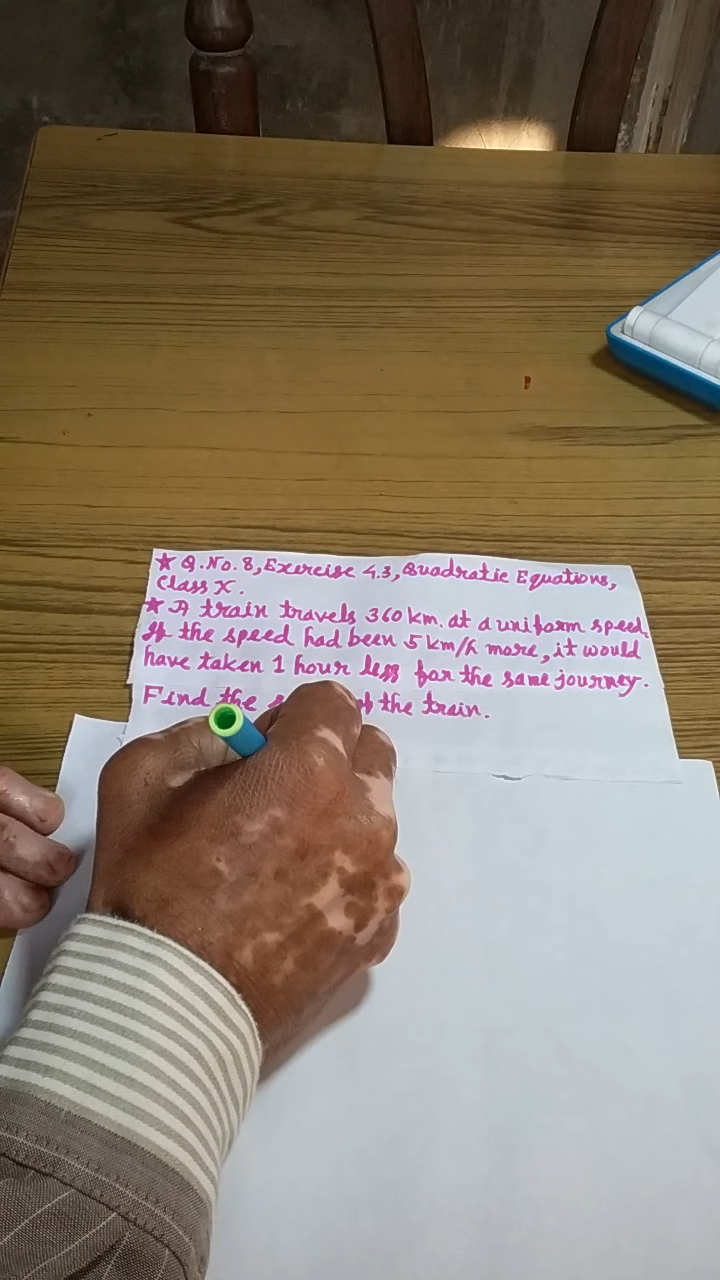 ★ Q.No. 8, Exercise 4.3, Quadratic Equations,
Class X.
★ A train travels 360 km. at a uniform speed.
If the speed had been 5 km/h more, it would
have taken 1 hour less for the same journey.
Find the of the train.